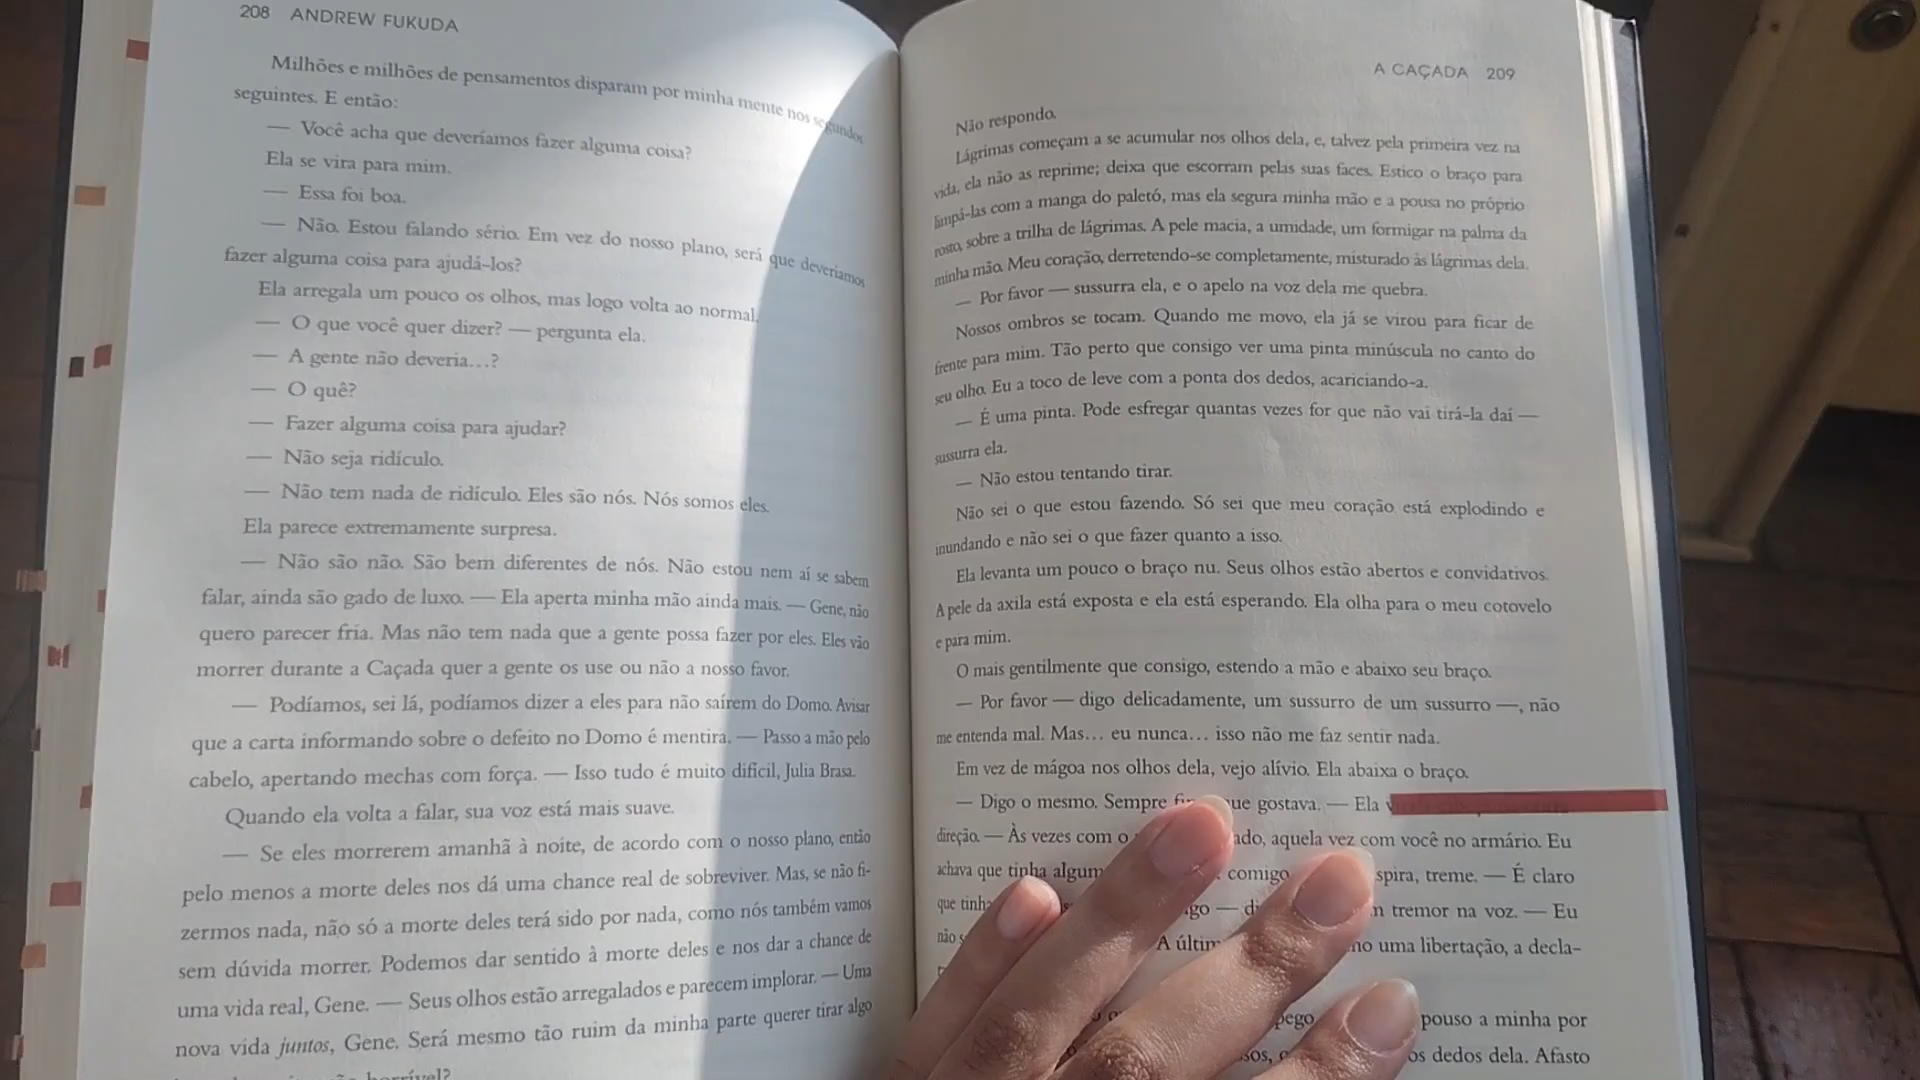 208 ANDREW FUKUDA
Milhões e milhões de pensamentos disparam por minha mente nos segundos
seguintes. E então:
— Você acha que deveríamos fazer alguma coisa?
Ela se vira para mim.
— Essa foi boa.
— Não. Estou falando sério. Em vez do nosso plano, será que deveríamos
fazer alguma coisa para ajudá-los?
Ela arregala um pouco os olhos, mas logo volta ao normal.
— O que você quer dizer? — pergunta ela.
— A gente não deveria...?
— O quê?
— Fazer alguma coisa para ajudar?
— Não seja ridículo.
— Não tem nada de ridículo. Eles são nós. Nós somos eles.
Ela parece extremamente surpresa.
— Não são não. São bem diferentes de nós. Não estou nem aí se sabem
falar, ainda são gado de luxo. — Ela aperta minha mão ainda mais. — Gene, não
quero parecer fria. Mas não tem nada que a gente possa fazer por eles. Eles vão
morrer durante a Caçada quer a gente os use ou não a nosso favor.
— Podíamos, sei lá, podíamos dizer a eles para não saírem do Domo. Avisar
que a carta informando sobre o defeito no Domo é mentira. — Passo a mão pelo
cabelo, apertando mechas com força. — Isso tudo é muito difícil, Julia Brasa.
Quando ela volta a falar, sua voz está mais suave.
— Se eles morrerem amanhã à noite, de acordo com o nosso plano, então
pelo menos a morte deles nos dá uma chance real de sobreviver. Mas, se não fi-
zermos nada, não só a morte deles terá sido por nada, como nós também vamos
sem dúvida morrer. Podemos dar sentido à morte deles e nos dar a chance de
uma vida real, Gene. — Seus olhos estão arregalados e parecem implorar. — Uma
nova vida juntos, Gene. Será mesmo tão ruim da minha parte querer tirar algo
horrível?
A CAÇADA 209
Não respondo.
Lágrimas começam a se acumular nos olhos dela, e, talvez pela primeira vez na
vida, ela não as reprime; deixa que escorram pelas suas faces. Estico o braço para
limpá-las com a manga do paletó, mas ela segura minha mão e a pousa no próprio
rosto, sobre a trilha de lágrimas. A pele macia, a umidade, um formigar na palma da
minha mão. Meu coração, derretendo-se completamente, misturado às lágrimas dela.
— Por favor — sussurra ela, e o apelo na voz dela me quebra.
Nossos ombros se tocam. Quando me movo, ela já se virou para ficar de
frente para mim. Tão perto que consigo ver uma pinta minúscula no canto do
seu olho. Eu a toco de leve com a ponta dos dedos, acariciando-a.
— É uma pinta. Pode esfregar quantas vezes for que não vai tirá-la daí —
sussurra ela.
— Não estou tentando tirar.
Não sei o que estou fazendo. Só sei que meu coração está explodindo e
inundando e não sei o que fazer quanto a isso.
Ela levanta um pouco o braço nu. Seus olhos estão abertos e convidativos.
A pele da axila está exposta e ela está esperando. Ela olha para o meu cotovelo
e para mim.
O mais gentilmente que consigo, estendo a mão e abaixo seu braço.
— Por favor — digo delicadamente, um sussurro de um sussurro —, não
me entenda mal. Mas... eu nunca... isso não me faz sentir nada.
Em vez de mágoa nos olhos dela, vejo alívio. Ela abaixa o braço.
— Digo o mesmo. Sempre que gostava. — Ela
direção. — Às vezes com o aquela vez com você no armário. Eu
achava que tinha comigo treme. — É claro
que tinha tremor na voz. — Eu
A uma libertação, a decla-
pouso a minha por
dedos dela. Afasto